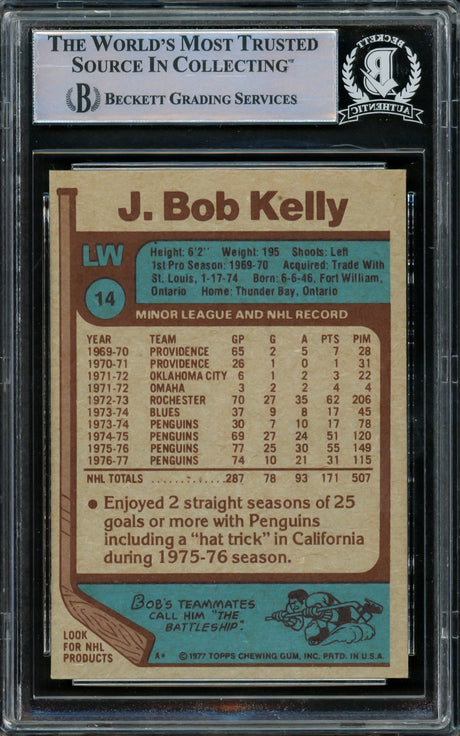 THE WORLD'S MOST TRUSTED
SOURCE IN COLLECTING™
B BECKETT GRADING SERVICES
BECKETT
B
AUTHENTIC
J. Bob Kelly
LW
14
Height: 6'2" Weight: 195 Shoots: Left
1st Pro Season: 1969-70 Acquired: Trade With
St. Louis, 1-17-74 Born: 6-6-46, Fort William,
Ontario Home: Thunder Bay, Ontario
MINOR LEAGUE AND NHL RECORD
YEAR TEAM GP G A PTS PIM
1969-70 PROVIDENCE 65 2 5 7 28
1970-71 PROVIDENCE 26 1 0 1 31
1971-72 OKLAHOMA CITY 6 1 2 3 22
1971-72 OMAHA 3 2 2 4 4
1972-73 ROCHESTER 70 27 35 62 206
1973-74 BLUES 37 9 8 17 45
1973-74 PENGUINS 30 7 10 17 78
1974-75 PENGUINS 69 27 24 51 120
1975-76 PENGUINS 77 25 30 55 149
1976-77 PENGUINS 74 10 21 31 115
NHL TOTALS ............ 287 78 93 171 507
• Enjoyed 2 straight seasons of 25
goals or more with Penguins
including a "hat trick" in California
during 1975-76 season.
BOB'S TEAMMATES
CALL HIM "THE
BATTLESHIP".
LOOK
FOR NHL
PRODUCTS
A* © 1977 TOPPS CHEWING GUM, INC. PRTD. IN U.S.A.